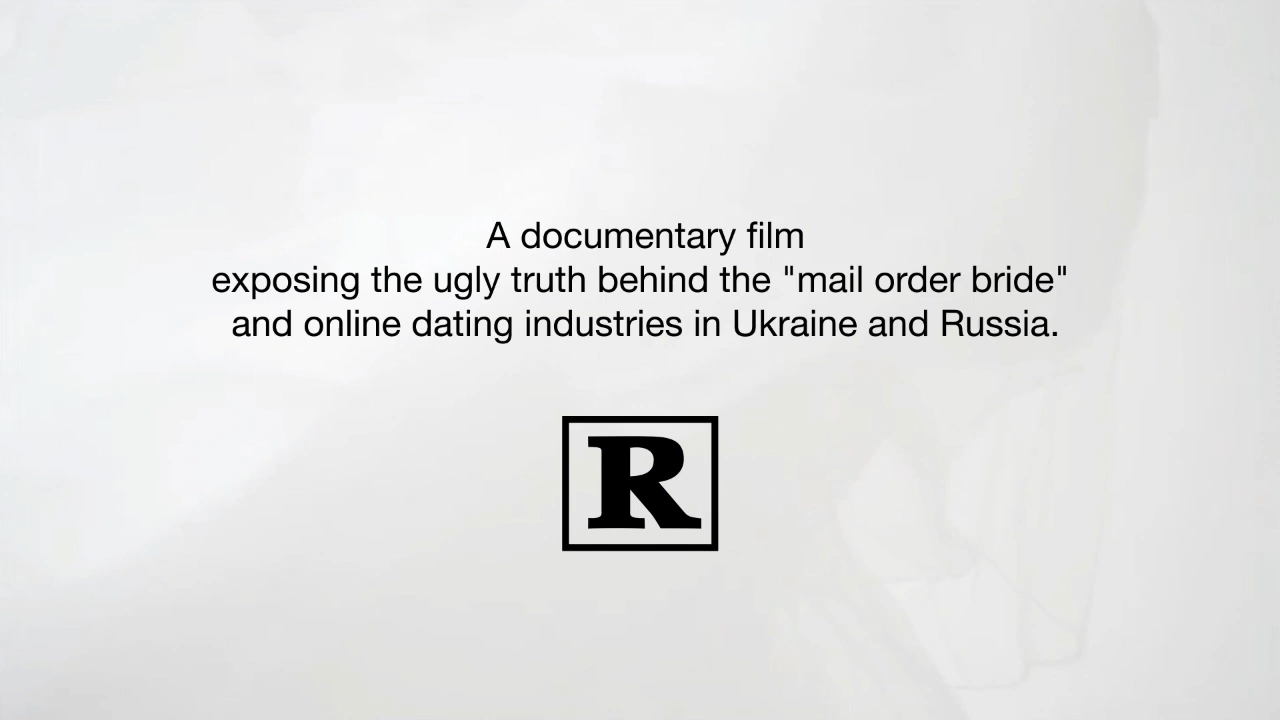 A documentary film
exposing the ugly truth behind the "mail order bride"
and online dating industries in Ukraine and Russia.
R